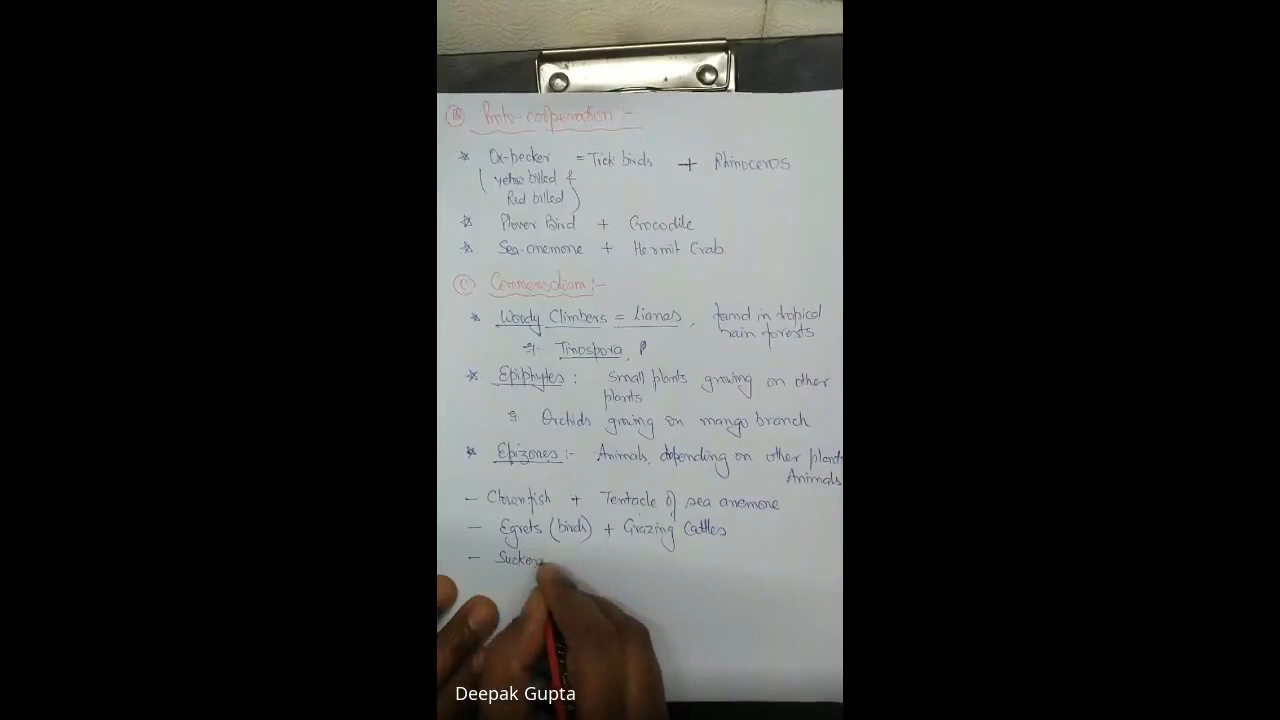 B Proto-cooperation :-
* Ox-pecker = Tick birds + Rhinoceros
( yellow billed &
Red billed )
* Plover Bird + Crocodile
* Sea-anemone + Hermit Crab
C Commensalism :-
* Woody Climbers = Lianas, found in tropical
rain forests
Tinospora, P
* Epiphytes : Small plants growing on other
plants
Orchids growing on mango branch
* Epizones :- Animals, depending on other plants
Animals
- Clownfish + Tentacle of sea anemone
- Egrets (birds) + Grazing Cattles
- Sucker
Deepak Gupta